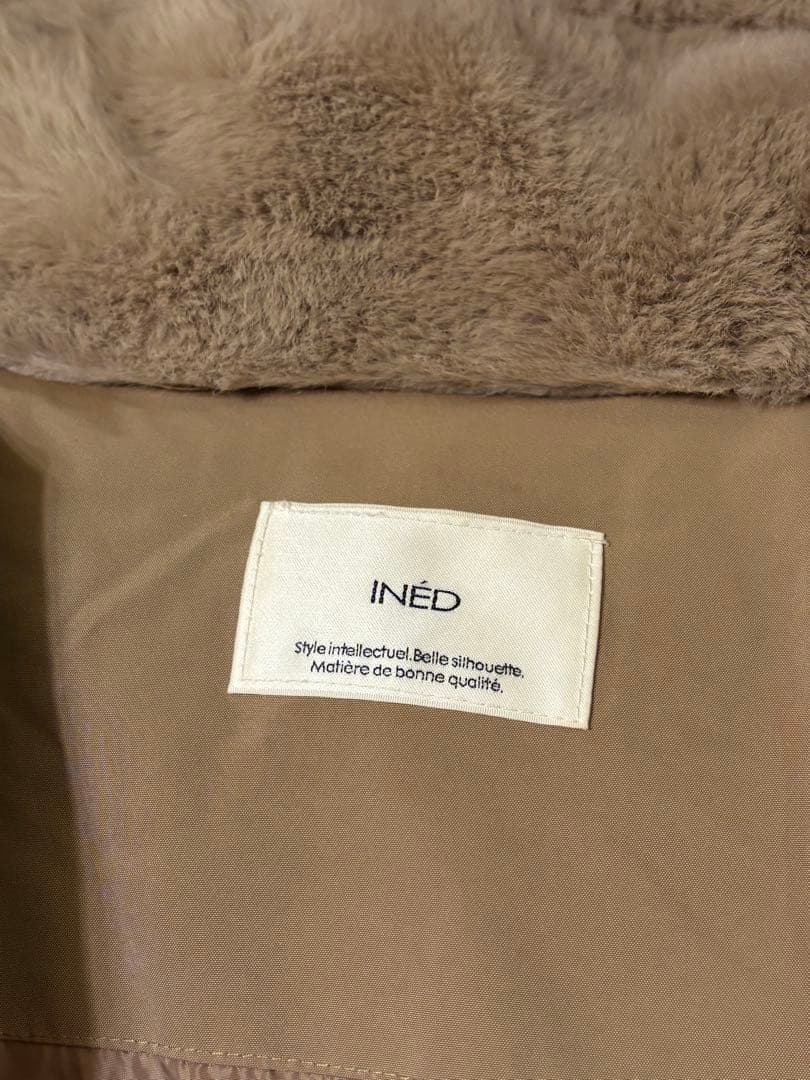 INÉD
Style intellectuel. Belle silhouette.
Matière de bonne qualité.